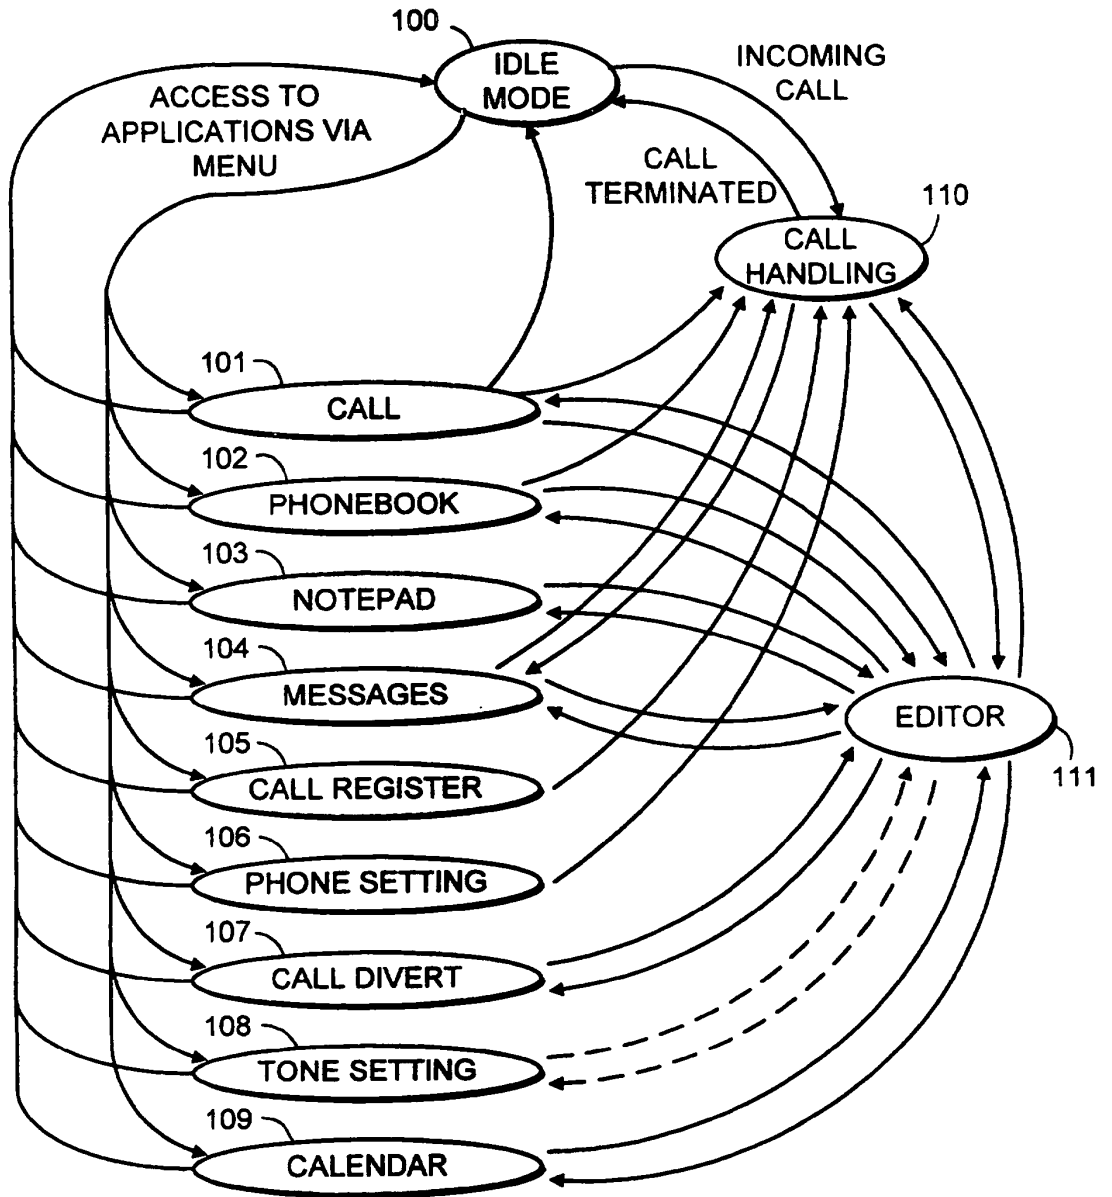 100
IDLE
MODE
INCOMING
CALL
ACCESS TO
APPLICATIONS VIA
MENU
CALL
TERMINATED
110
CALL
HANDLING
101
CALL
102
PHONEBOOK
103
NOTEPAD
104
MESSAGES
EDITOR
111
105
CALL REGISTER
106
PHONE SETTING
107
CALL DIVERT
108
TONE SETTING
109
CALENDAR